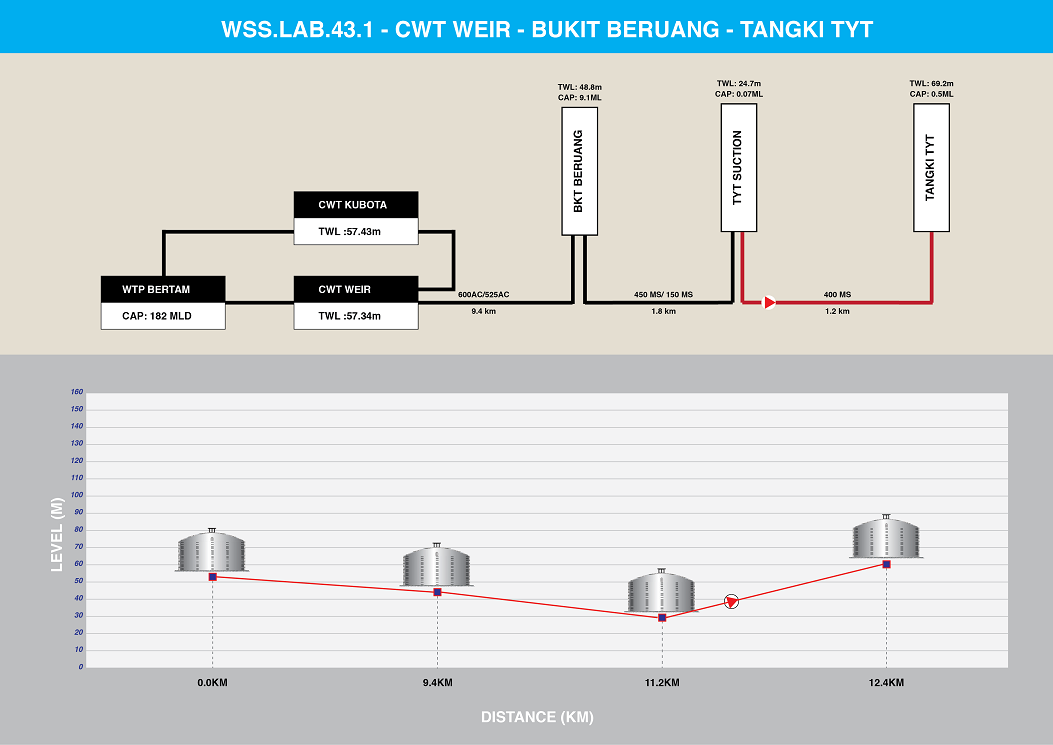 WSS.LAB.43.1 - CWT WEIR - BUKIT BERUANG - TANGKI TYT
TWL: 48.8m
CAP: 9.1ML
TWL: 24.7m
CAP: 0.07ML
TWL: 69.2m
CAP: 0.5ML
BKT BERUANG
TYT SUCTION
TANGKI TYT
CWT KUBOTA
TWL :57.43m
WTP BERTAM
CAP: 182 MLD
CWT WEIR
TWL :57.34m
600AC/525AC
9.4 km
450 MS/ 150 MS
1.8 km
400 MS
1.2 km
LEVEL (M)
160
150
140
130
120
110
100
90
80
70
60
50
40
30
20
10
0
0.0KM
9.4KM
11.2KM
12.4KM
DISTANCE (KM)